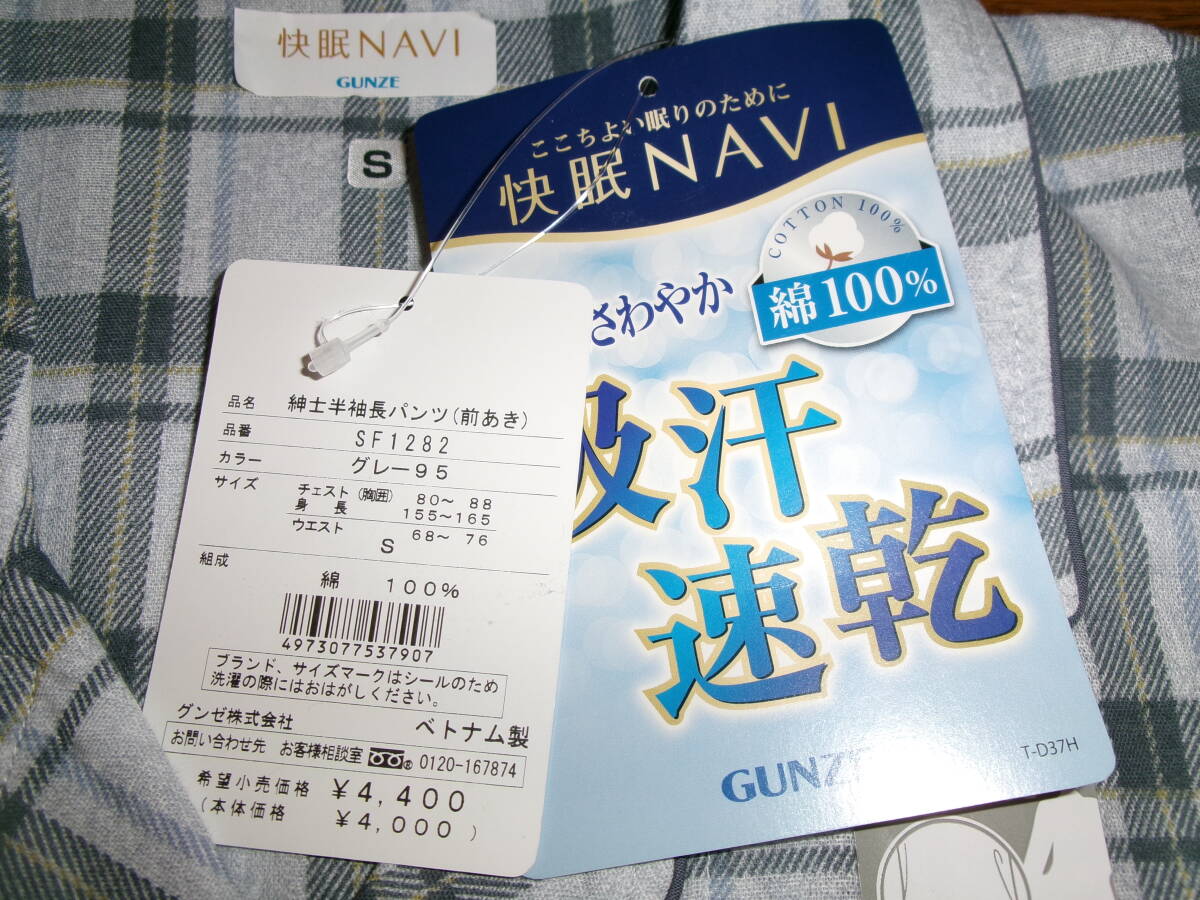 快眠NAVI
GUNZE
S
ここちよい眠りのために
快眠NAVI
COTTON 100%
綿100%
さわやか
吸汗
速乾
GUNZE
T-D37H
品名 紳士半袖長パンツ(前あき)
品番 SF1282
カラー グレー95
サイズ チェスト(胸囲) 80〜 88
身長 155〜165
ウエスト 68〜 76
S
組成
綿 100%
4973077537907
ブランド、サイズマークはシールのため
洗濯の際にはおはがしください。
グンゼ株式会社 ベトナム製
お問い合わせ先 お客様相談室 0120-167874
希望小売価格 ¥4,400
(本体価格 ¥4,000)